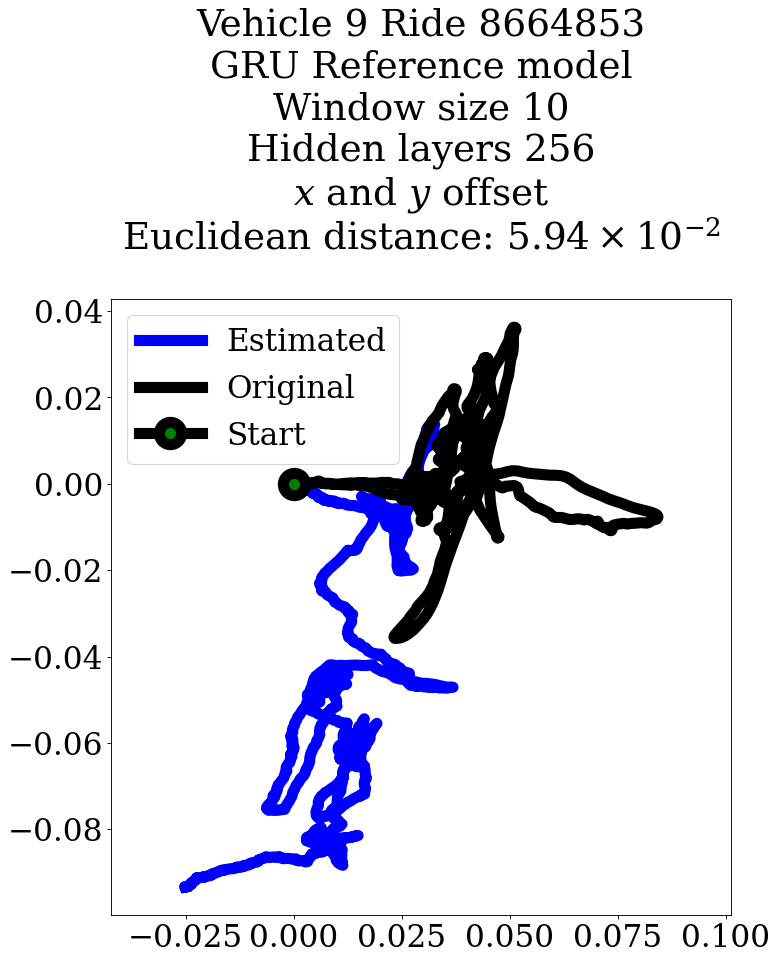 Vehicle 9 Ride 8664853
GRU Reference model
Window size 10
Hidden layers 256
x and y offset
Euclidean distance: 5.94 × 10⁻²
Estimated
Original
Start
0.04
0.02
0.00
−0.02
−0.04
−0.06
−0.08
−0.025 0.000 0.025 0.050 0.075 0.100